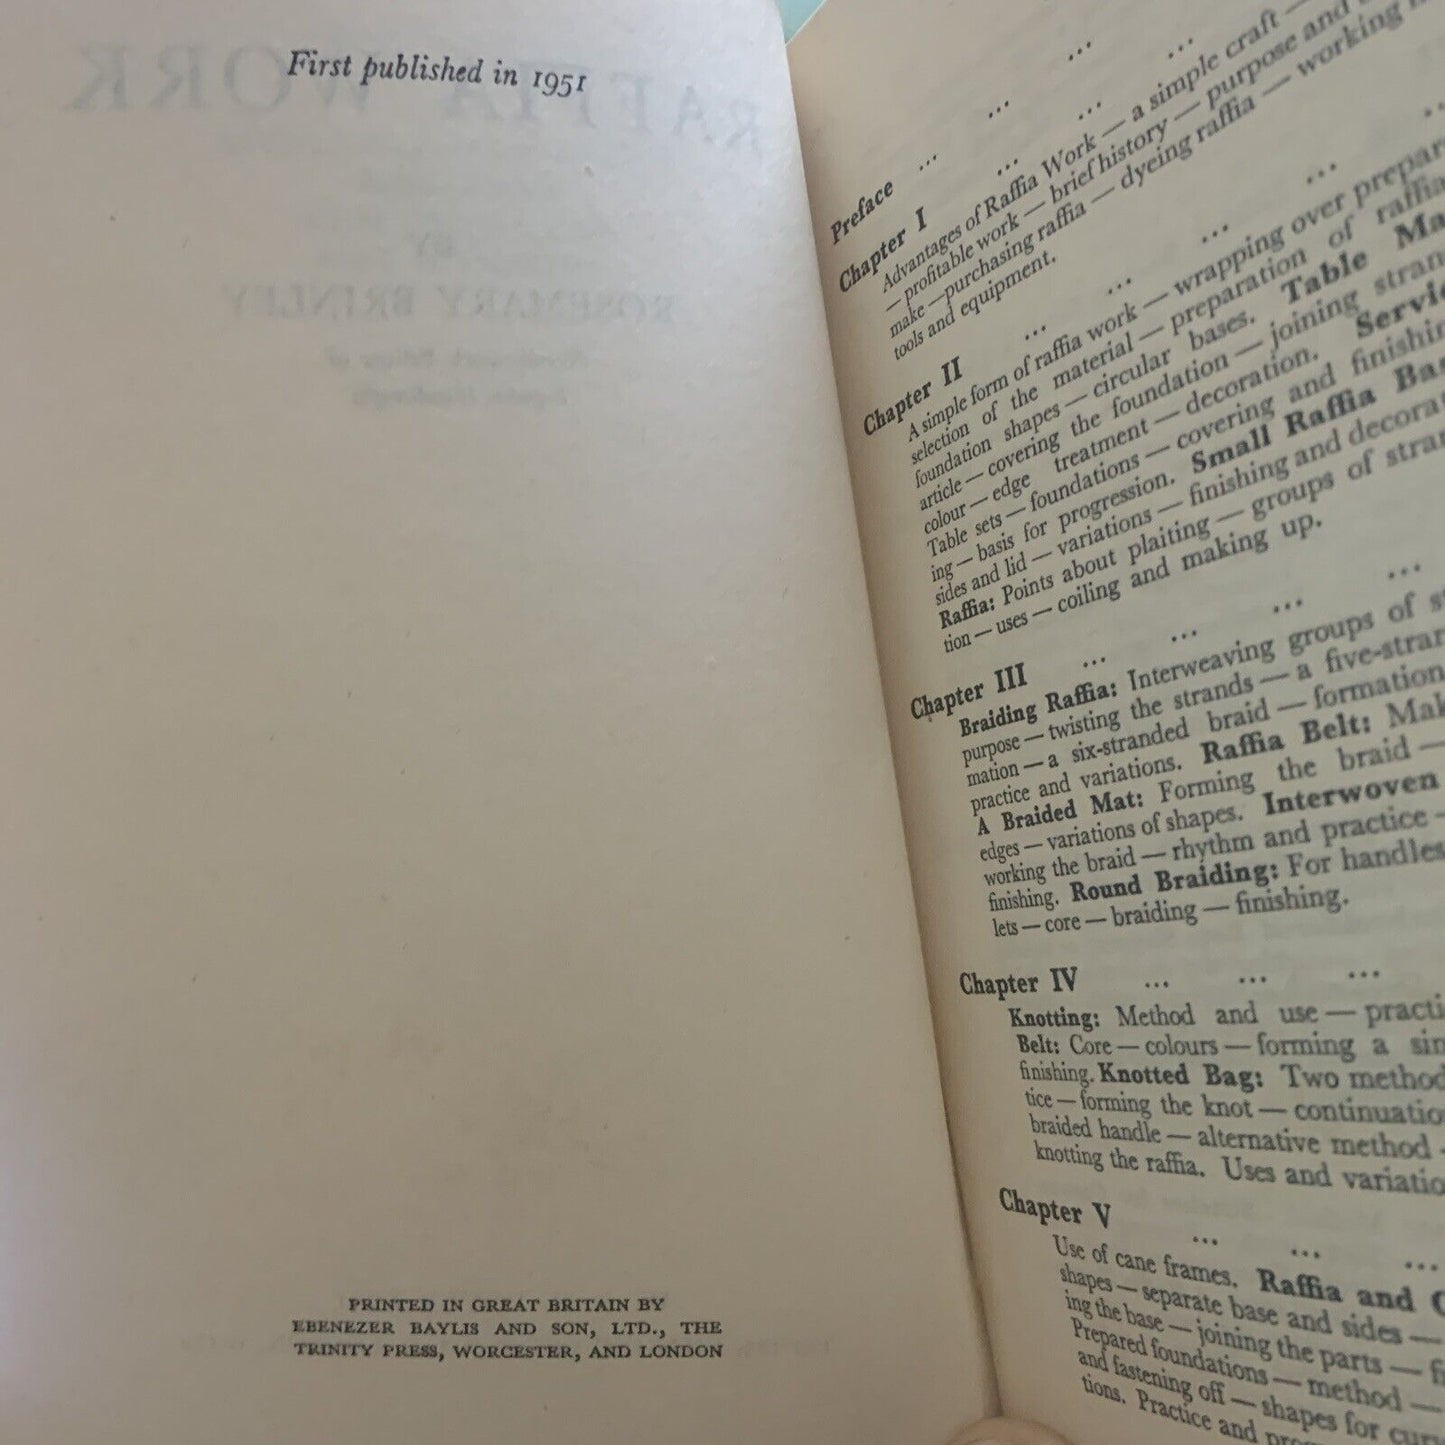 First published in 1951
RAFFIA WORK
BY
ROSEMARY BRINLEY
PRINTED IN GREAT BRITAIN BY
EBENEZER BAYLIS AND SON, LTD., THE
TRINITY PRESS, WORCESTER, AND LONDON
Preface ... ... ...
Chapter I ... ... ...
Advantages of Raffia Work — a simple craft —
— profitable work — brief history — purpose and
make —purchasing raffia — dyeing raffia — working
tools and equipment.
Chapter II ... ... ... ...
A simple form of raffia work — wrapping over prepar
selection of the material — preparation of raffia
foundation shapes — circular bases. Table Ma
article — covering the foundation — joining stran
colour — edge treatment — decoration. Servi
Table sets — foundations — covering and finishin
ing — basis for progression. Small Raffia Bas
sides and lid — variations — finishing and decora
Raffia: Points about plaiting — groups of stra
tion — uses — coiling and making up.
Chapter III ... ... ... ...
Braiding Raffia: Interweaving groups of s
purpose — twisting the strands — a five-stran
mation — a six-stranded braid — formation
practice and variations. Raffia Belt: Mak
A Braided Mat: Forming the braid —
edges — variations of shapes. Interwoven
working the braid — rhythm and practice —
finishing. Round Braiding: For handles
lets — core — braiding — finishing.
Chapter IV ... ... ...
Knotting: Method and use — practi
Belt: Core — colours — forming a sim
finishing. Knotted Bag: Two method
tice — forming the knot — continuatio
braided handle — alternative method -
knotting the raffia. Uses and variatio
Chapter V ... ... ...
Use of cane frames. Raffia and C
shapes — separate base and sides —
ing the base — joining the parts — f
Prepared foundations — method —
and fastening off — shapes for curv
tions. Practice and